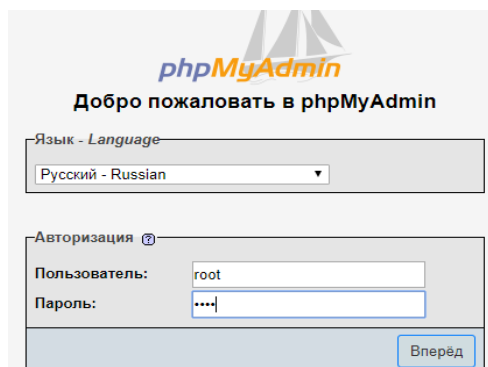 phpMyAdmin
Добро пожаловать в phpMyAdmin
Язык - Language
Русский - Russian
Авторизация
Пользователь: root
Пароль: ••••
Вперёд